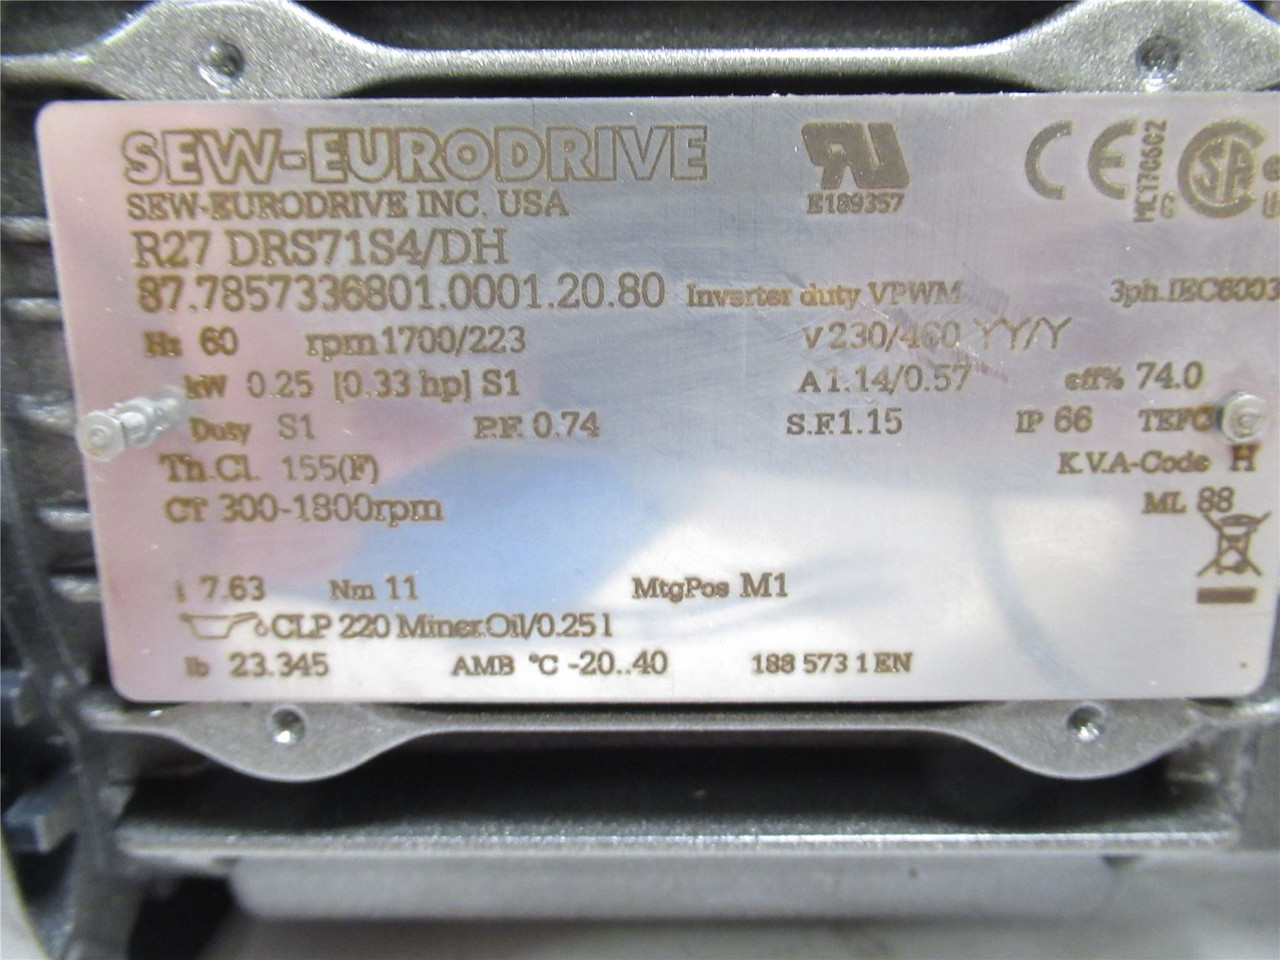 SEW-EURODRIVE
SEW-EURODRIVE INC. USA
E189357
CE
MC170602
R27 DRS71S4/DH
87.7857336801.0001.20.80 Inverter duty VPWM 3ph.IEC6003
Hz 60 rpm 1700/223 V 230/460 YY/Y
kW 0.25 [0.33 hp] S1 A 1.14/0.57 eff% 74.0
Duty S1 P.F. 0.74 S.F.1.15 IP 66 TEFC
Th.Cl. 155(F) K.V.A-Code H
CT 300-1800rpm ML 88
i 7.63 Nm 11 MtgPos M1
CLP 220 Miner.Oil/0.25 l
lb 23.345 AMB °C -20..40 188 573 1 EN